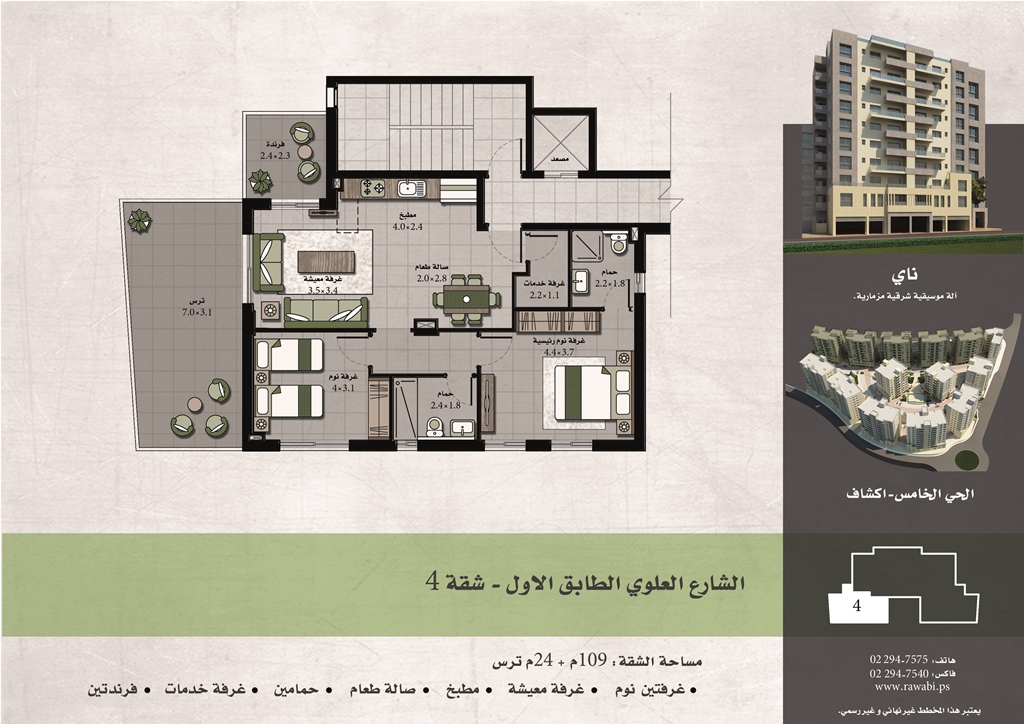 فرندة
2.4×2.3
مصعد
مطبخ
4.0×2.4
صالة طعام
2.0×2.8
غرفة معيشة
3.5×3.4
ترس
7.0×3.1
غرفة خدمات
2.2×1.1
حمام
2.2×1.8
غرفة نوم رئيسية
4.4×3.7
غرفة نوم
4×3.1
حمام
2.4×1.8
ناي
آلة موسيقية شرقية مزمارية.
الحي الخامس-اكشاف
4
الشارع العلوي الطابق الاول - شقة 4
مساحة الشقة: 109م + 24م ترس
• غرفتين نوم • غرفة معيشة • مطبخ • صالة طعام • حمامين • غرفة خدمات • فرندتين
هاتف: 02 294-7575
فاكس: 02 294-7540
www.rawabi.ps
يعتبر هذا المخطط غير نهائي و غير رسمي.